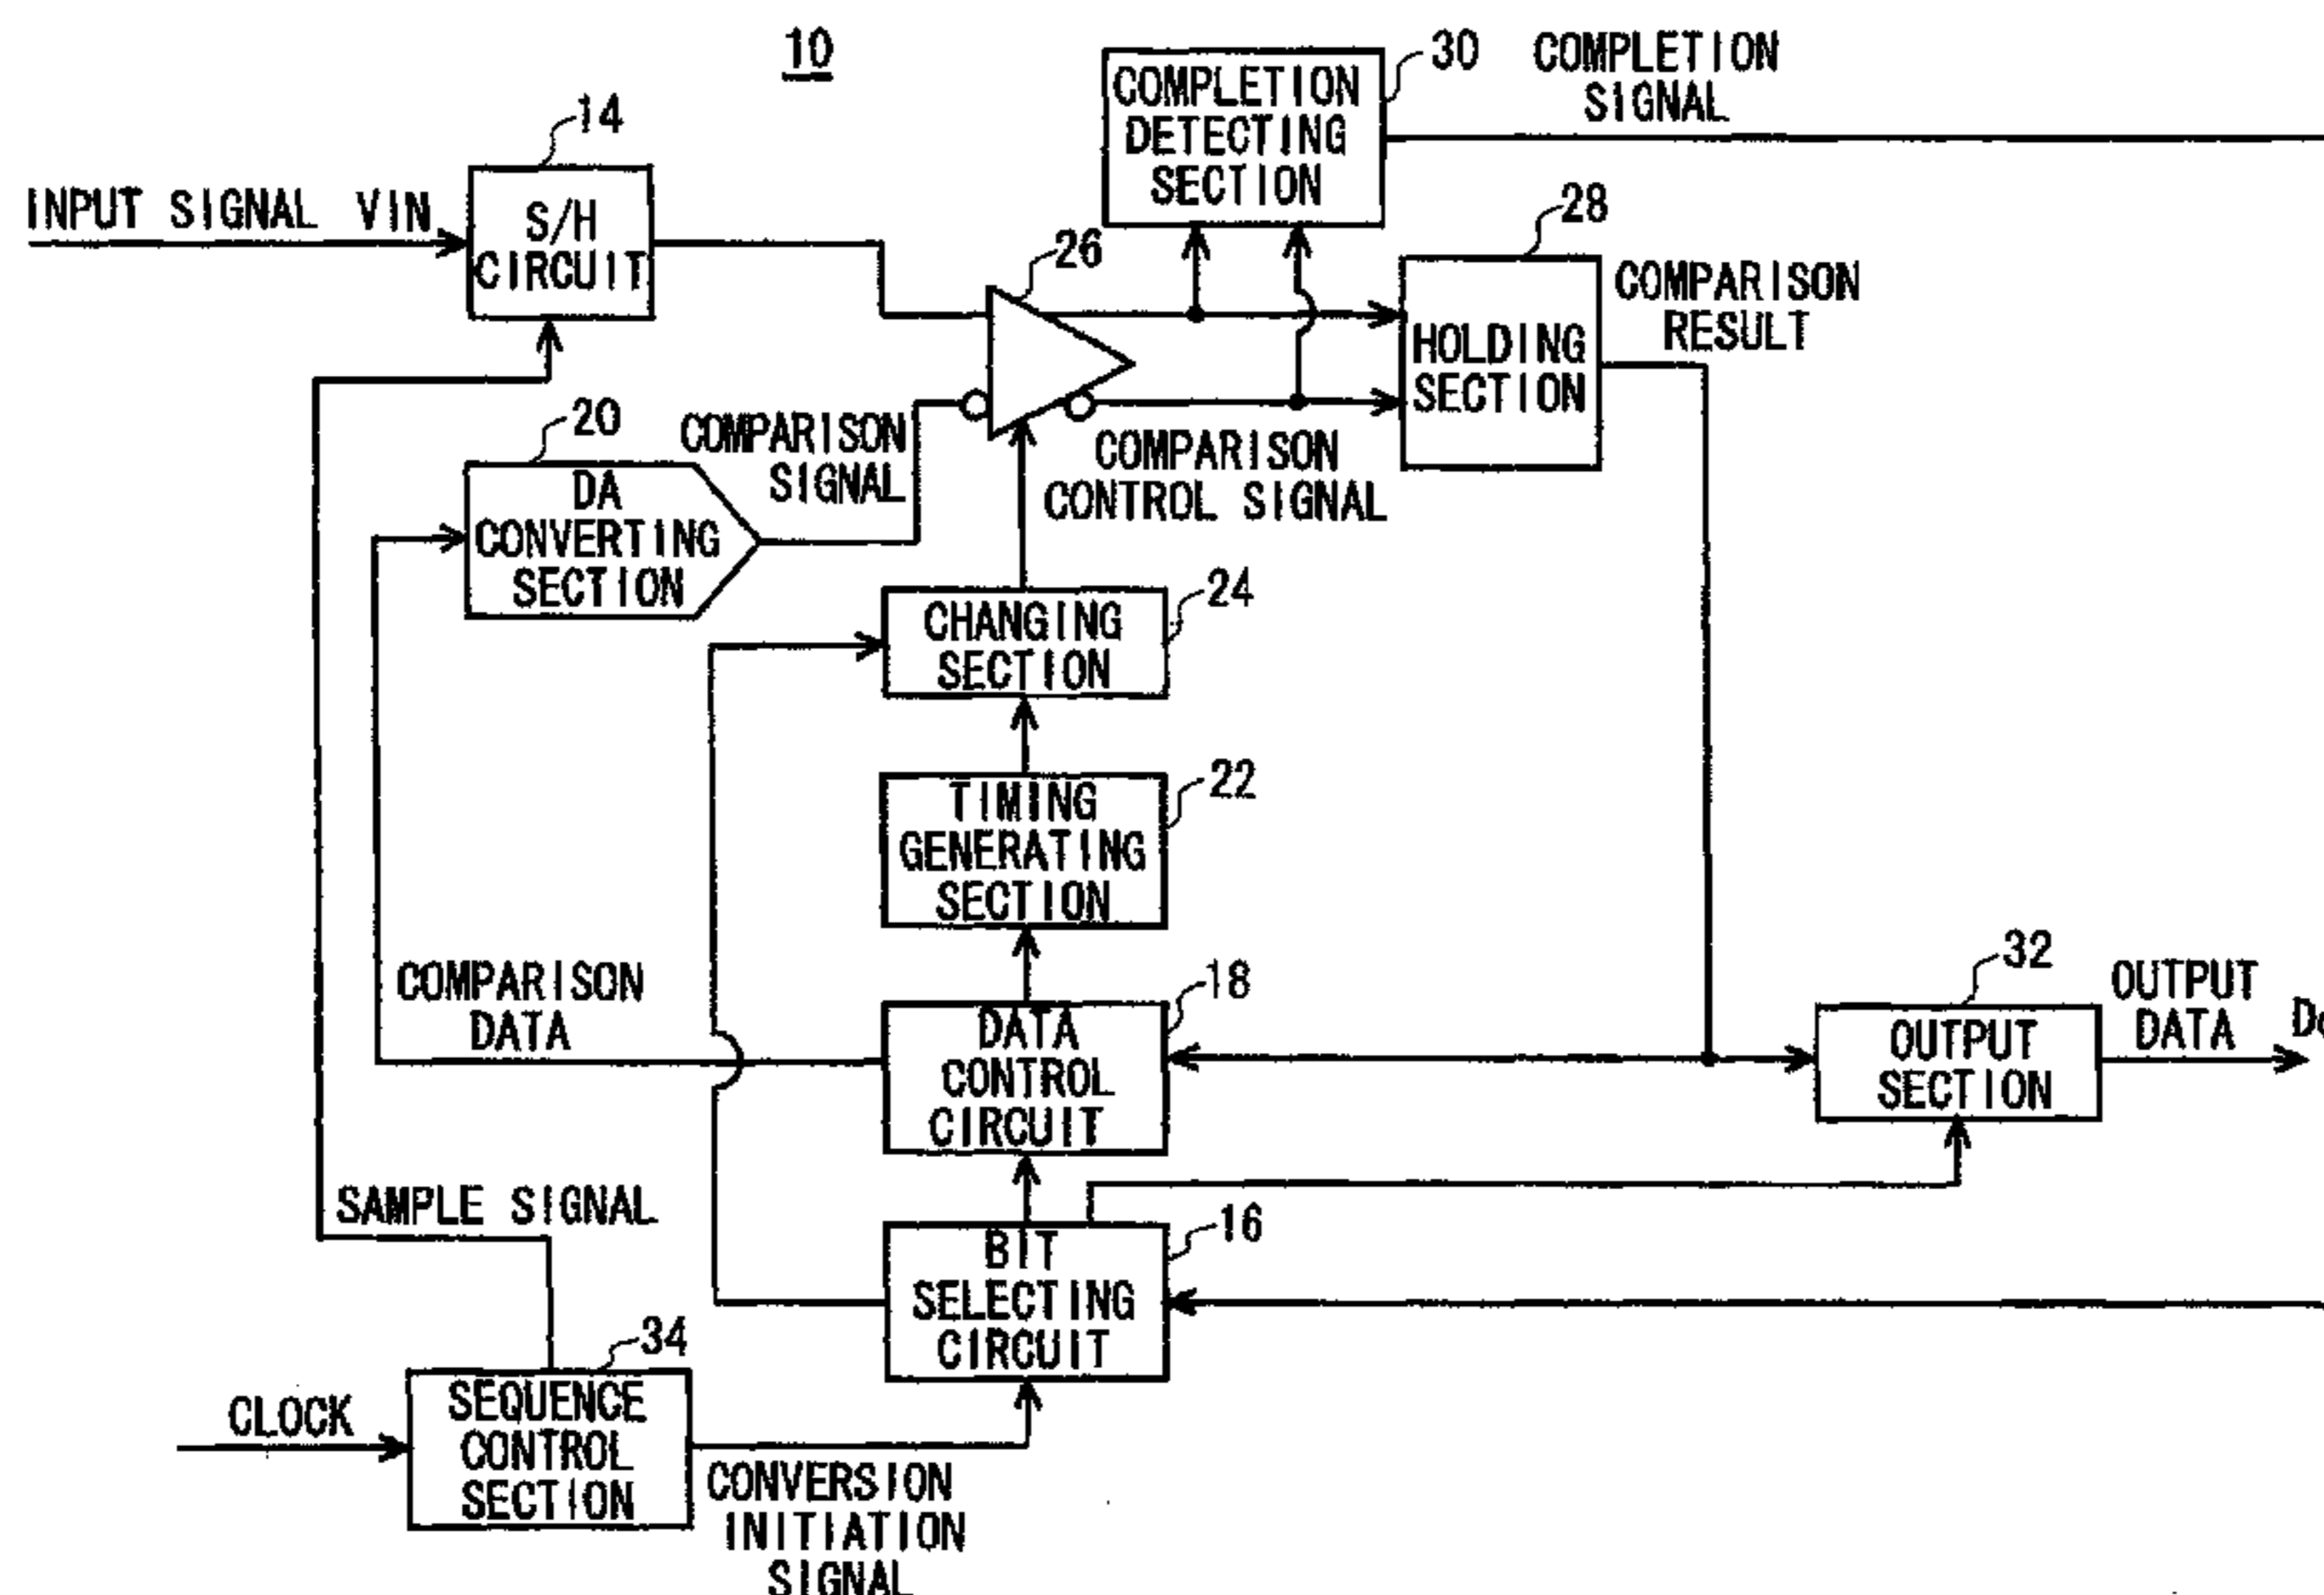 10
30
COMPLETION
SIGNAL
COMPLETION
DETECTING
SECTION
14
INPUT SIGNAL VIN
S/H
CIRCUIT
26
28
COMPARISON
RESULT
HOLDING
SECTION
20
COMPARISON
SIGNAL
DA
CONVERTING
SECTION
COMPARISON
CONTROL SIGNAL
24
CHANGING
SECTION
22
TIMING
GENERATING
SECTION
COMPARISON
DATA
18
DATA
CONTROL
CIRCUIT
32
OUTPUT
SECTION
OUTPUT
DATA
SAMPLE SIGNAL
16
BIT
SELECTING
CIRCUIT
34
CLOCK
SEQUENCE
CONTROL
SECTION
CONVERSION
INITIATION
SIGNAL